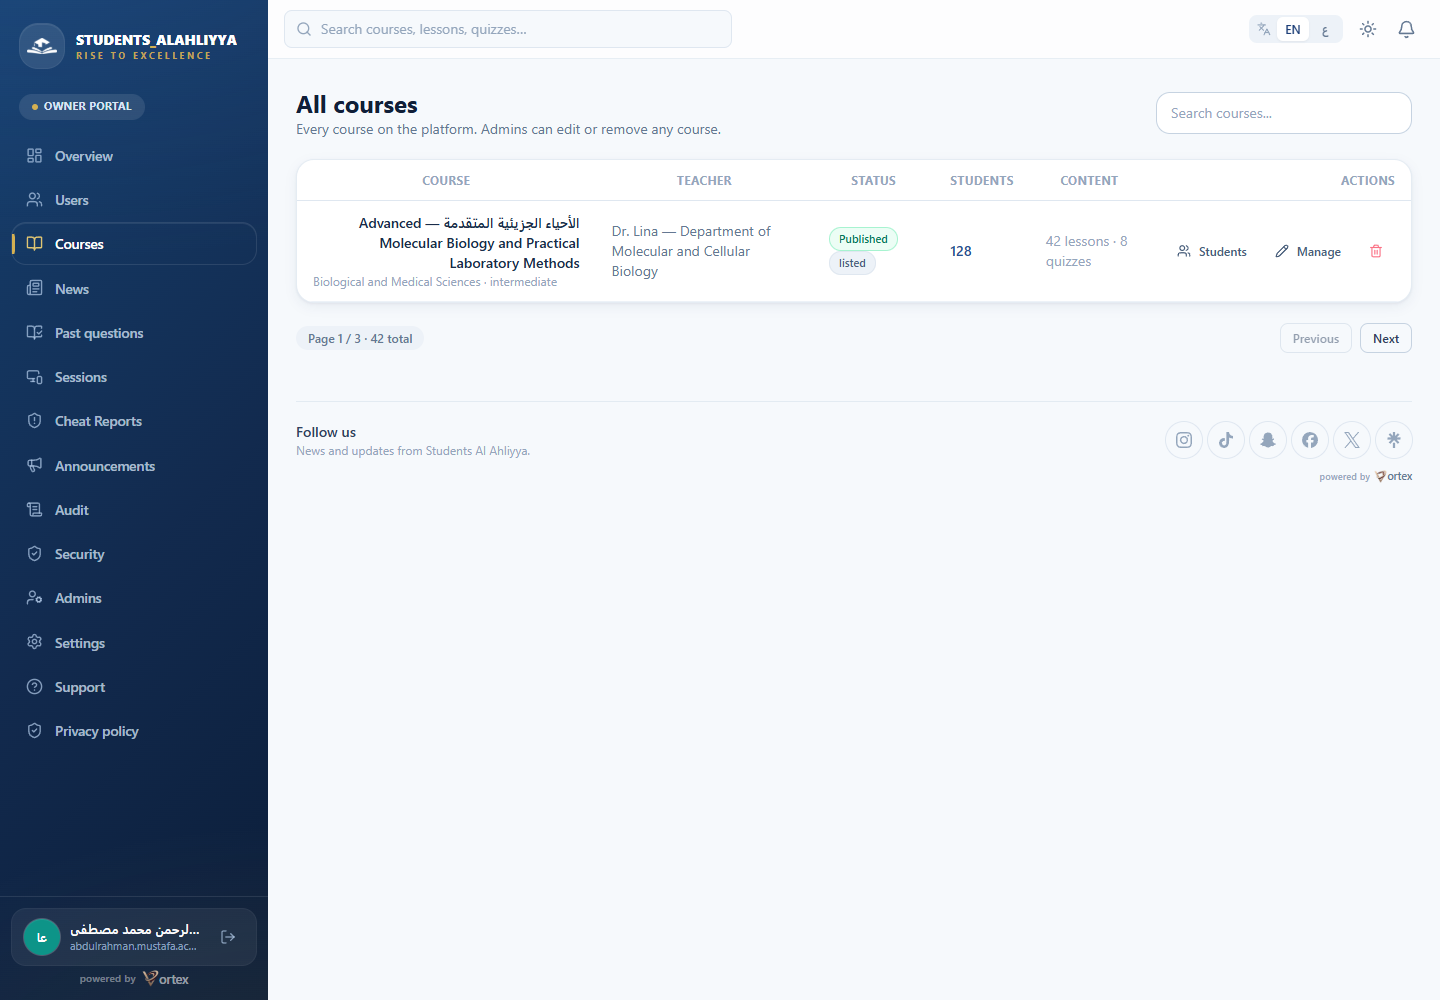 STUDENTS_ALAHLIYYA
RISE TO EXCELLENCE
OWNER PORTAL
Overview
Users
Courses
News
Past questions
Sessions
Cheat Reports
Announcements
Audit
Security
Admins
Settings
Support
Privacy policy
عا
...لرحمن محمد مصطفى
abdulrahman.mustafa.ac...
powered by Vortex
Search courses, lessons, quizzes...
EN
ع
All courses
Every course on the platform. Admins can edit or remove any course.
Search courses...
COURSE TEACHER STATUS STUDENTS CONTENT ACTIONS
الأحياء الجزيئية المتقدمة — Advanced
Molecular Biology and Practical
Laboratory Methods
Biological and Medical Sciences · intermediate
Dr. Lina — Department of
Molecular and Cellular
Biology
Published
listed
128
42 lessons · 8
quizzes
Students
Manage
Page 1 / 3 · 42 total
Previous
Next
Follow us
News and updates from Students Al Ahliyya.
powered by Vortex